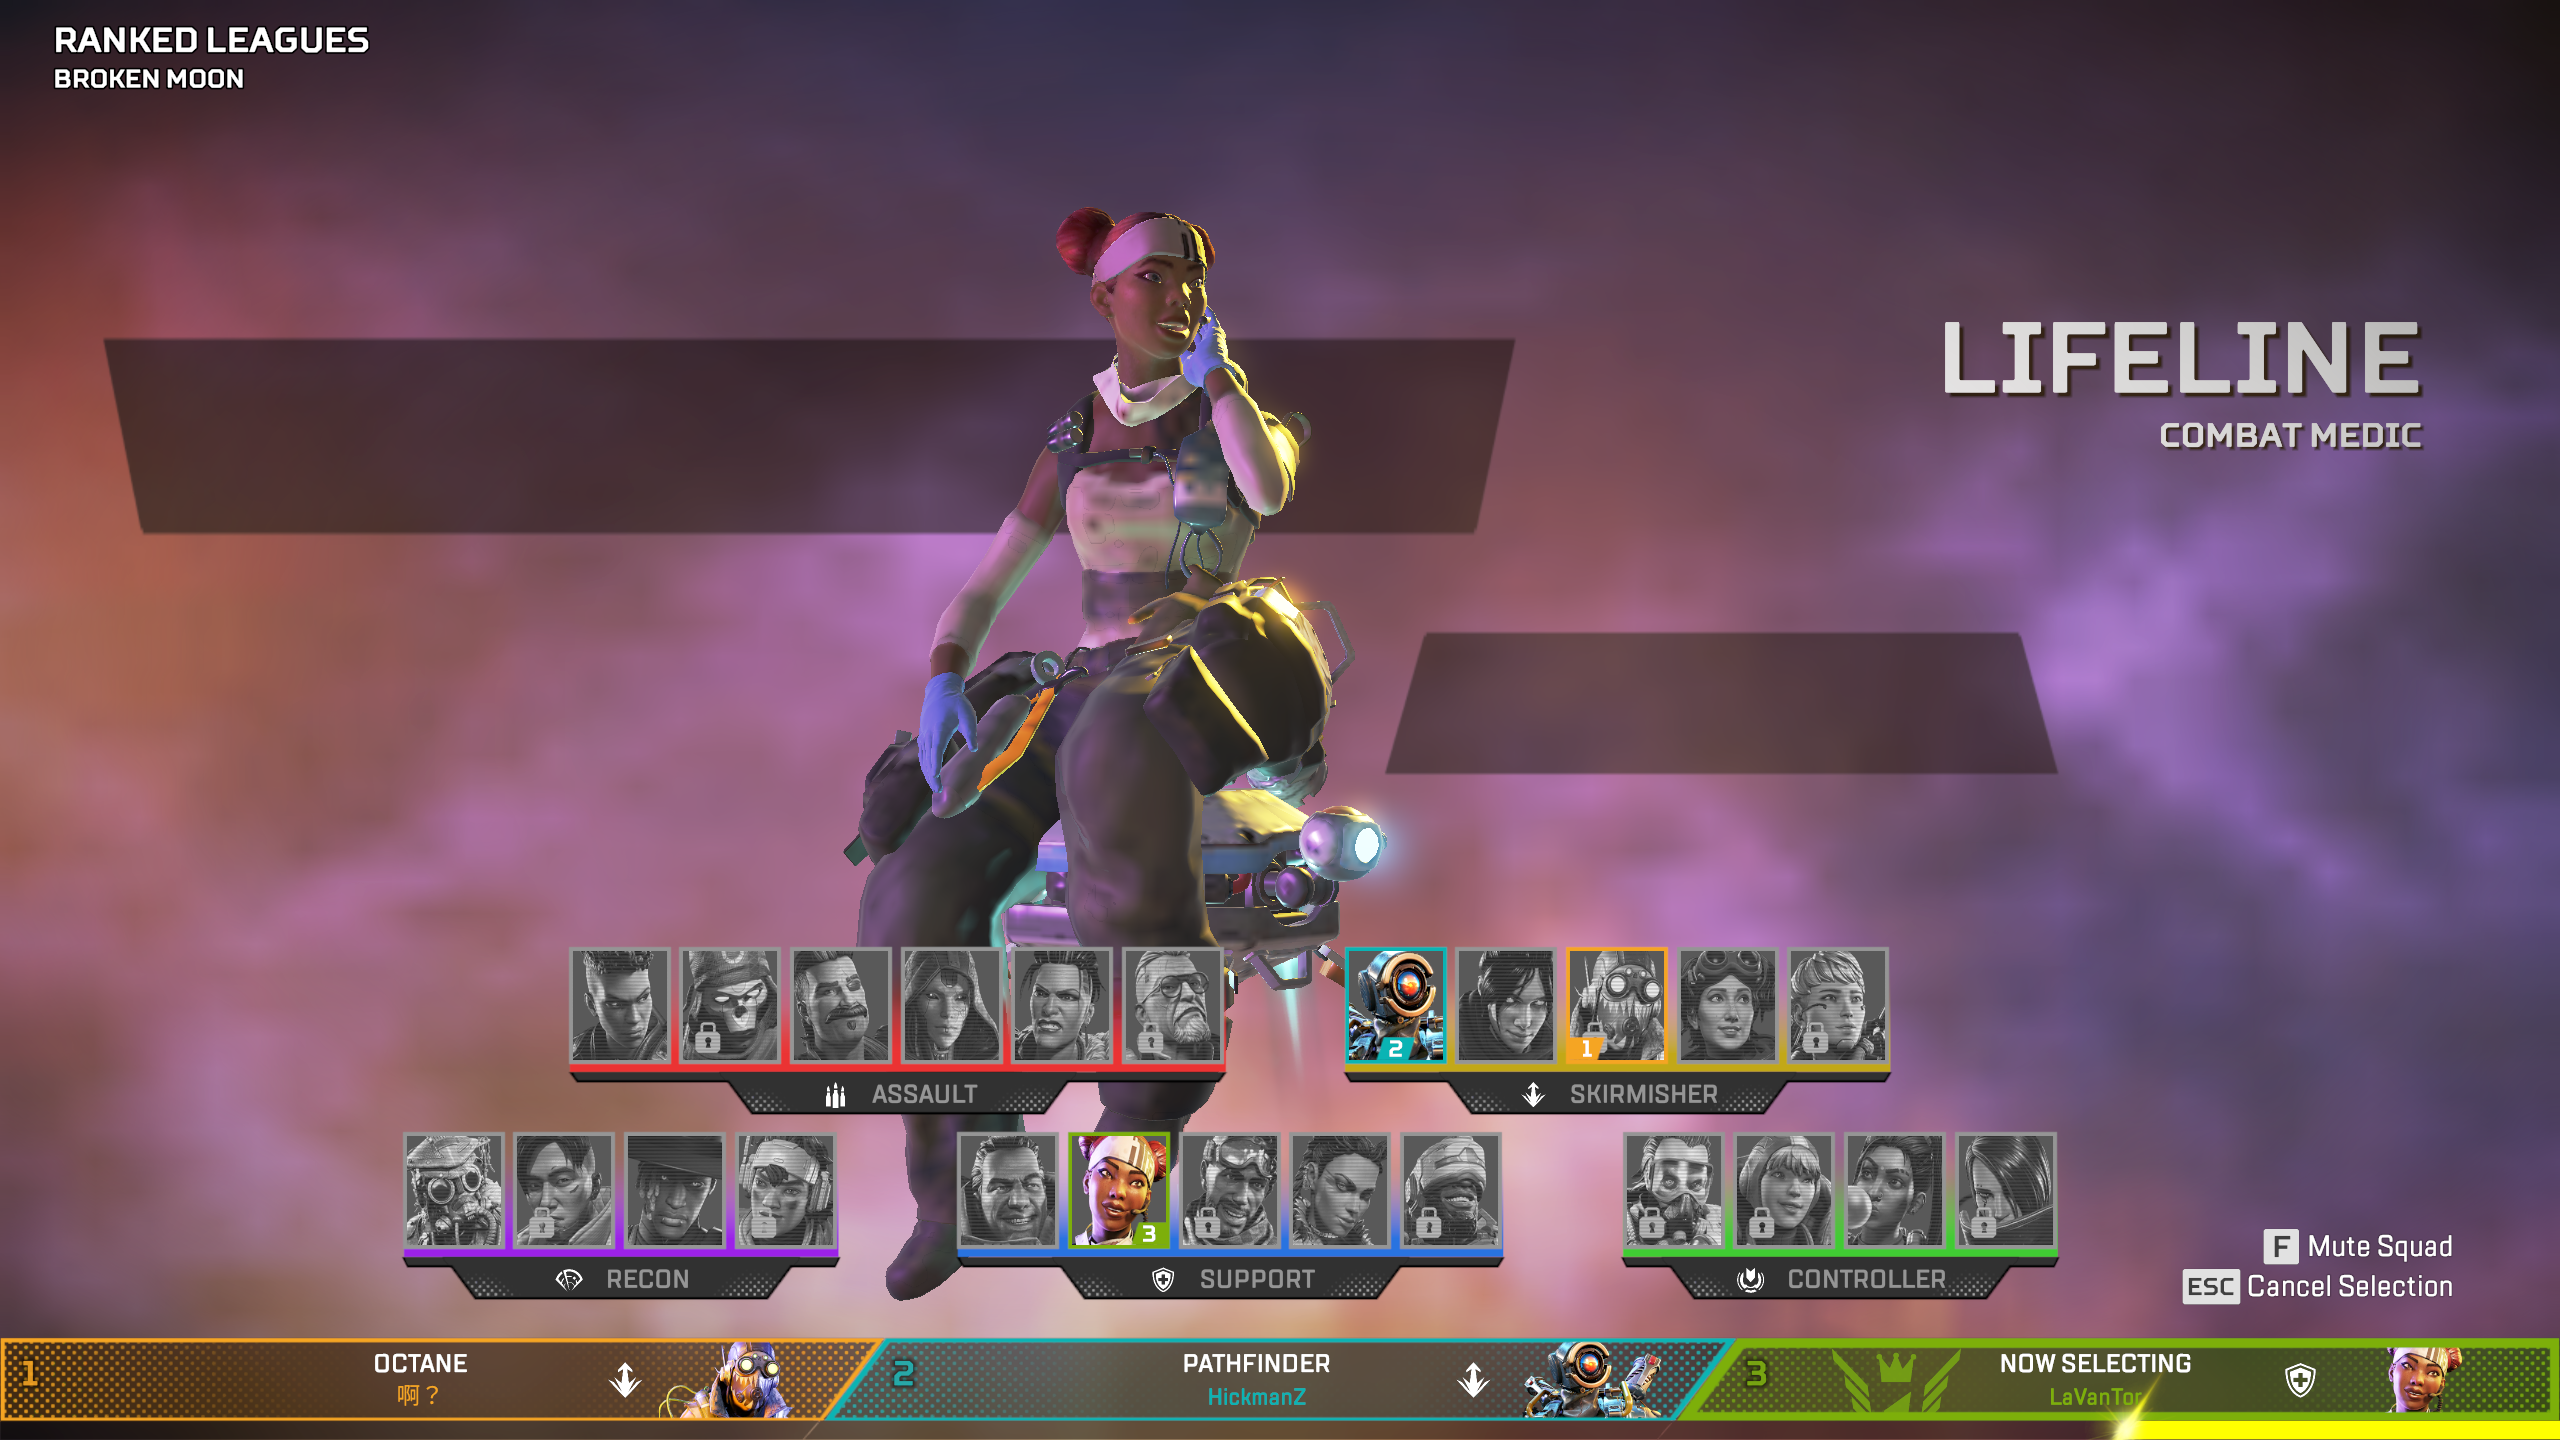 RANKED LEAGUES
BROKEN MOON
LIFELINE
COMBAT MEDIC
2
1
ASSAULT
SKIRMISHER
3
RECON
SUPPORT
CONTROLLER
F Mute Squad
ESC Cancel Selection
1
OCTANE
啊？
2
PATHFINDER
HickmanZ
3
NOW SELECTING
LaVanTor